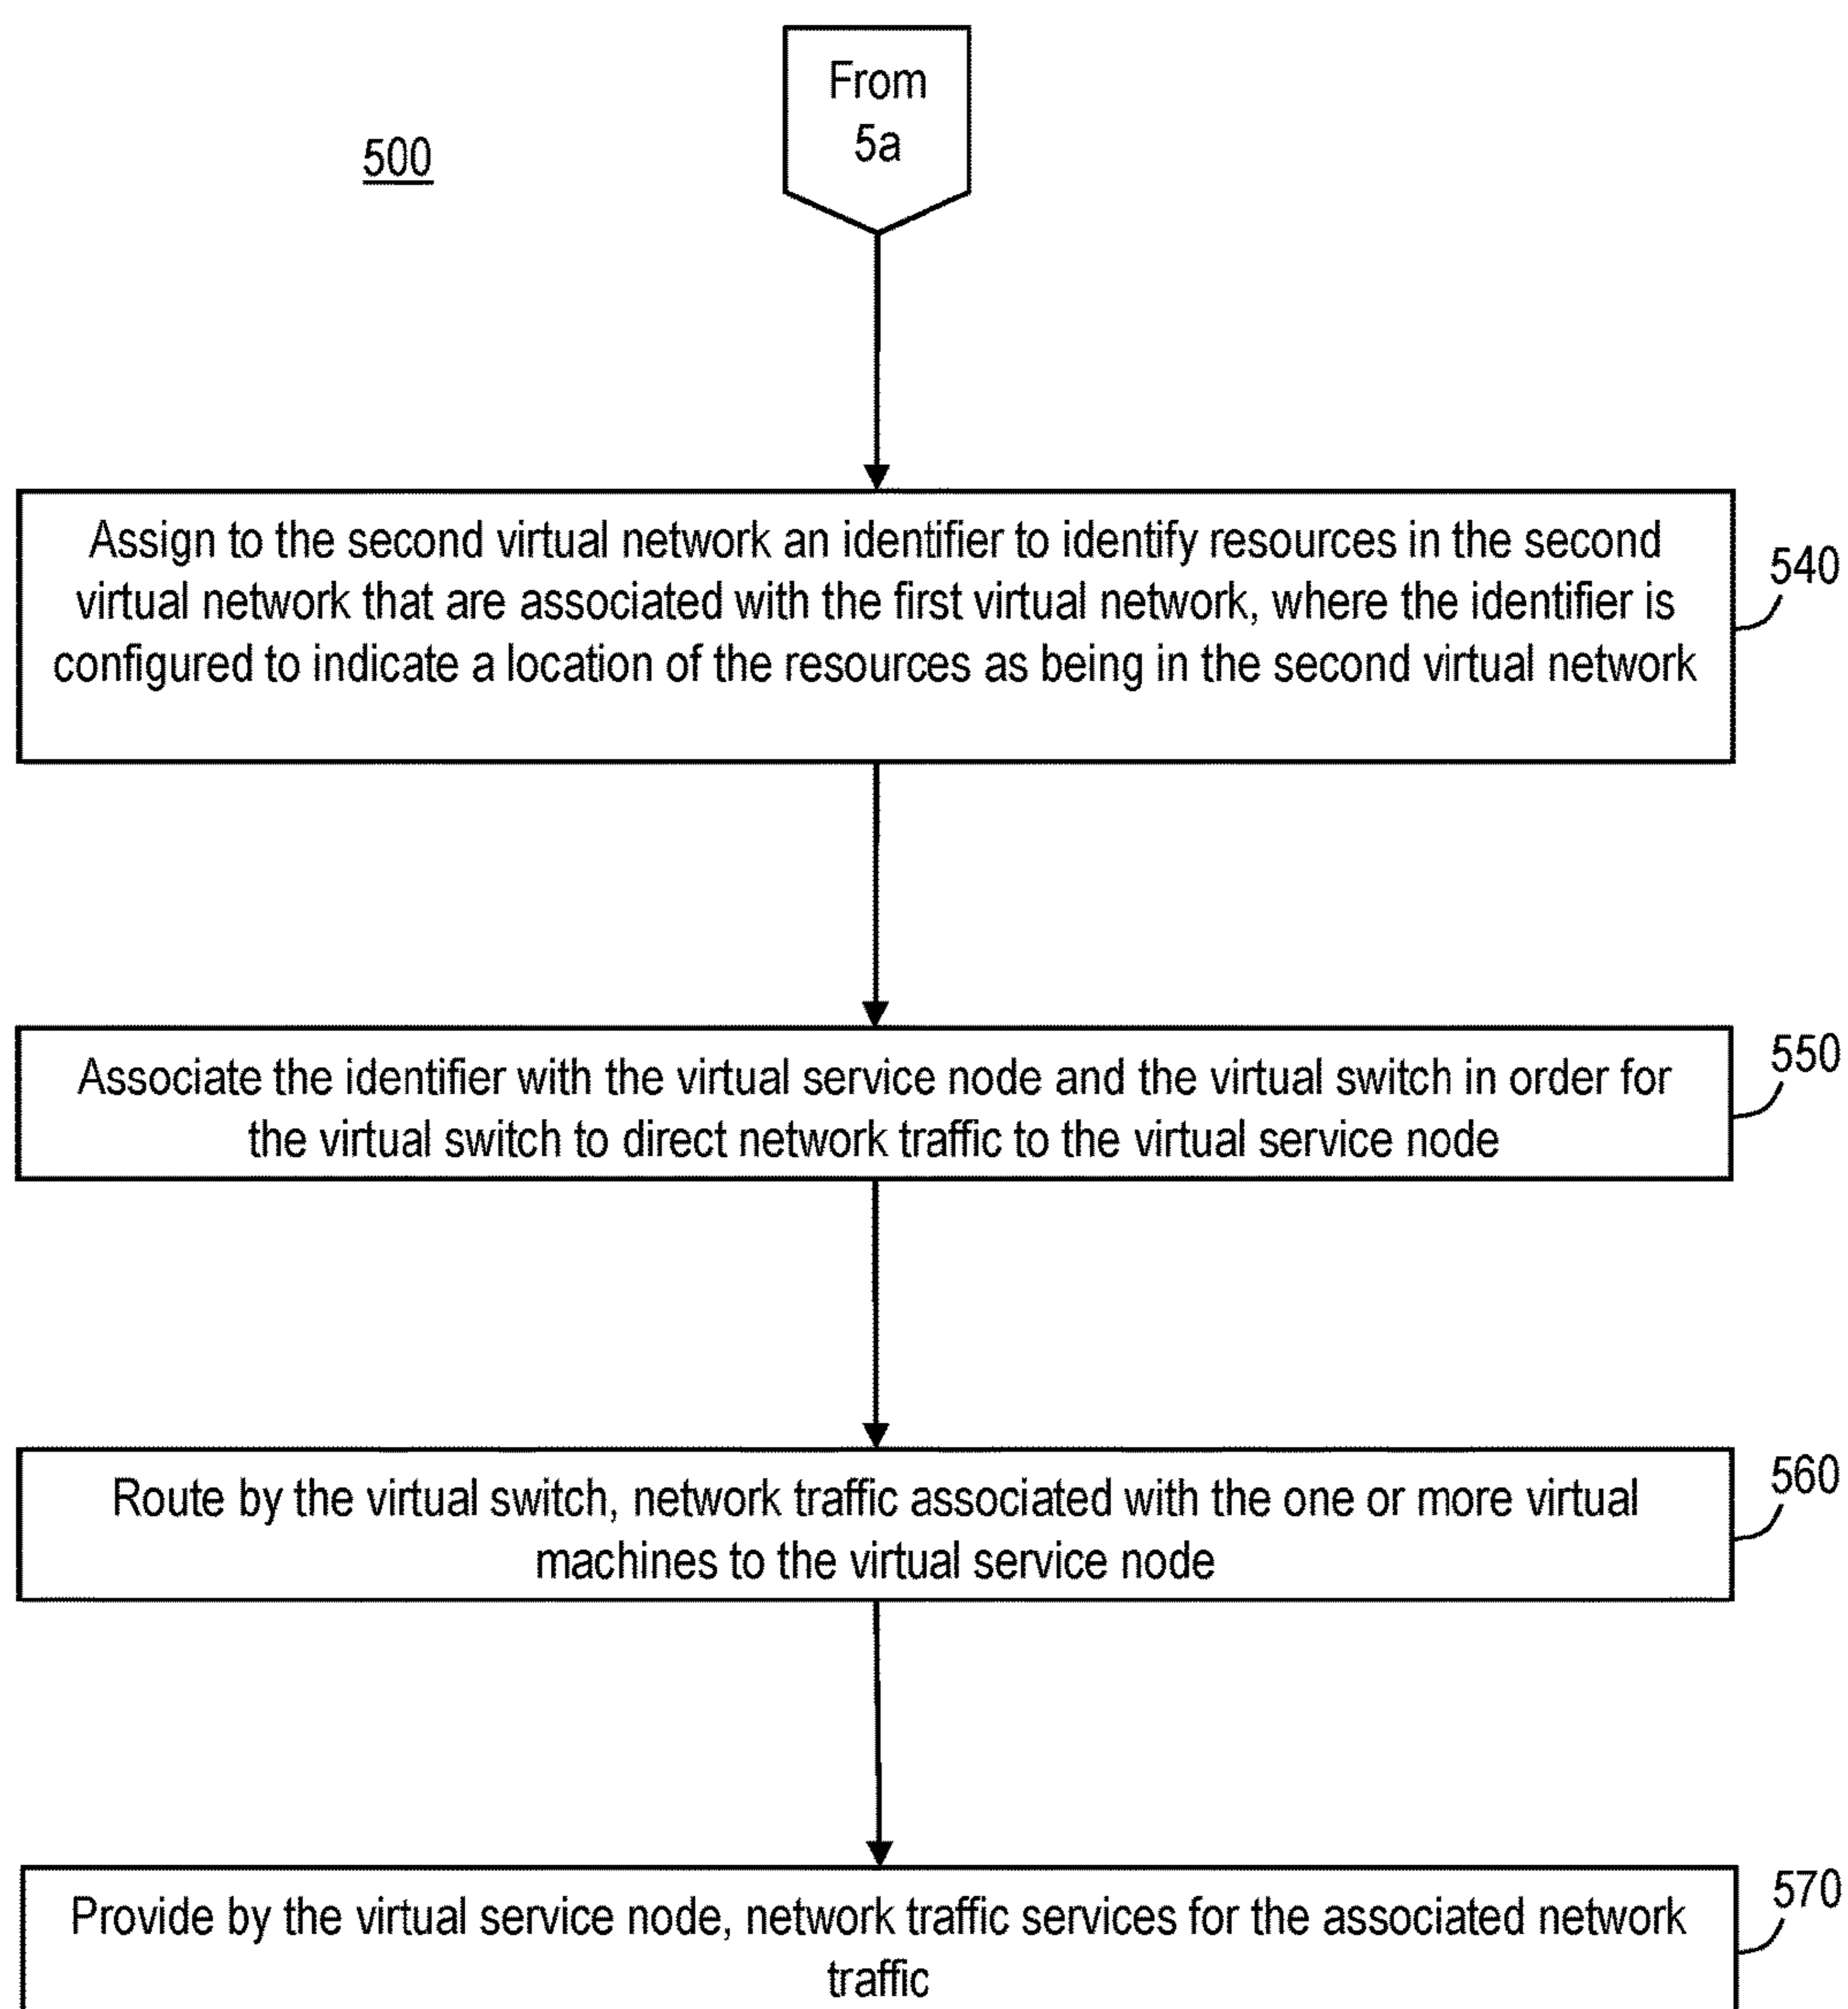 From
5a
500
Assign to the second virtual network an identifier to identify resources in the second
virtual network that are associated with the first virtual network, where the identifier is
configured to indicate a location of the resources as being in the second virtual network
540
Associate the identifier with the virtual service node and the virtual switch in order for
the virtual switch to direct network traffic to the virtual service node
550
Route by the virtual switch, network traffic associated with the one or more virtual
machines to the virtual service node
560
Provide by the virtual service node, network traffic services for the associated network
traffic
570